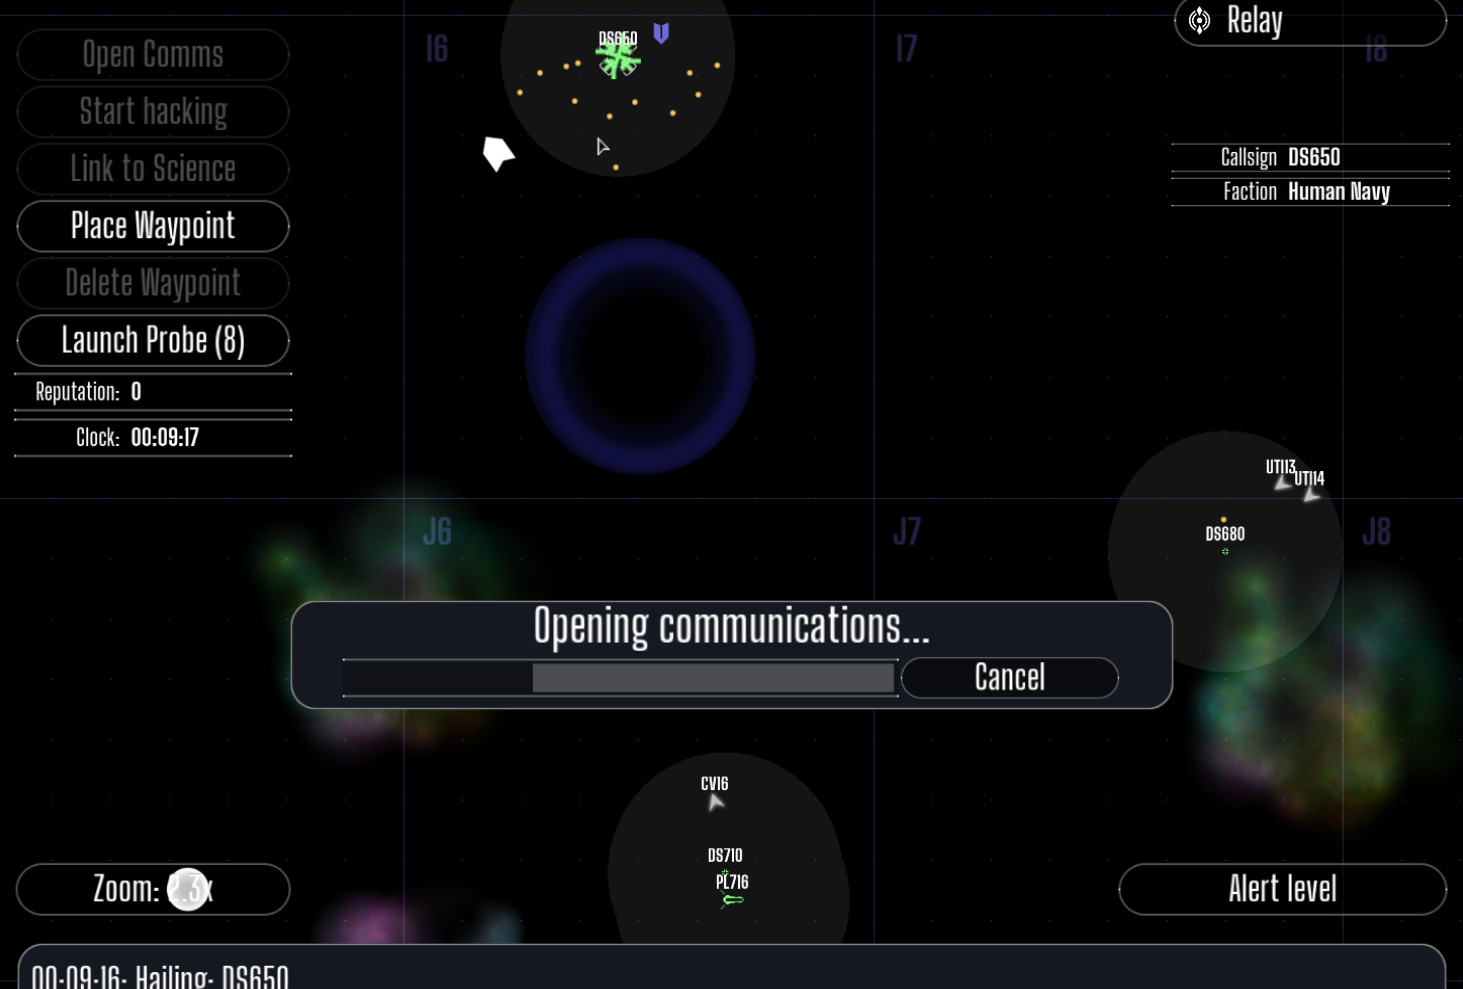 Open Comms
Start hacking
Link to Science
Place Waypoint
Delete Waypoint
Launch Probe (8)
Reputation: 0
Clock: 00:09:17
I6
I7
I8
J6
J7
J8
DS650
Relay
Callsign DS650
Faction Human Navy
UTI13
UTI14
DS680
Opening communications...
Cancel
CV16
DS710
PL716
Zoom: 2.3x
Alert level
00:09:16: Hailing: DS650